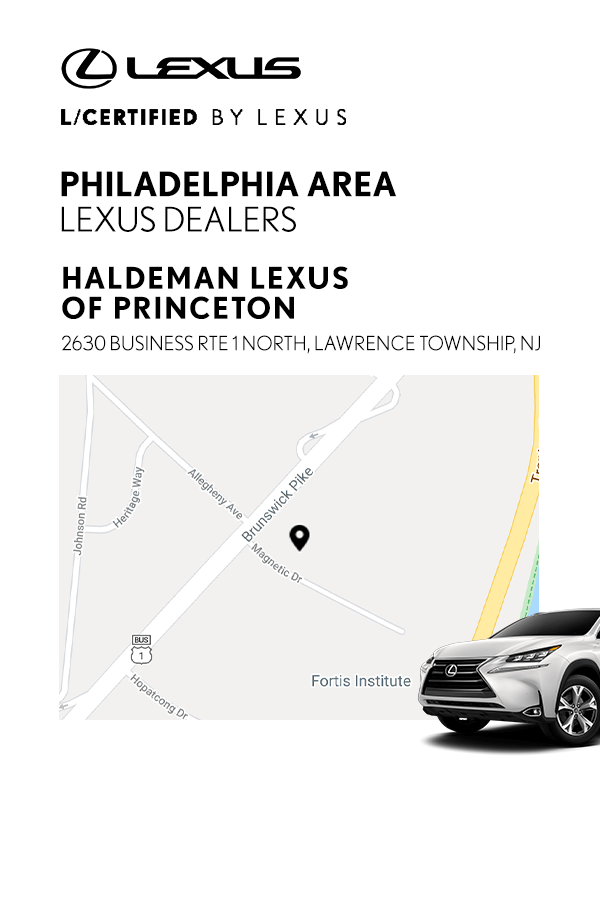 LEXUS
L/CERTIFIED BY LEXUS
PHILADELPHIA AREA
LEXUS DEALERS
HALDEMAN LEXUS
OF PRINCETON
2630 BUSINESS RTE 1 NORTH, LAWRENCE TOWNSHIP, NJ
Johnson Rd
Heritage Way
Allegheny Ave
Brunswick Pike
Magnetic Dr
BUS
1
Fortis Institute
Hopatcong Dr